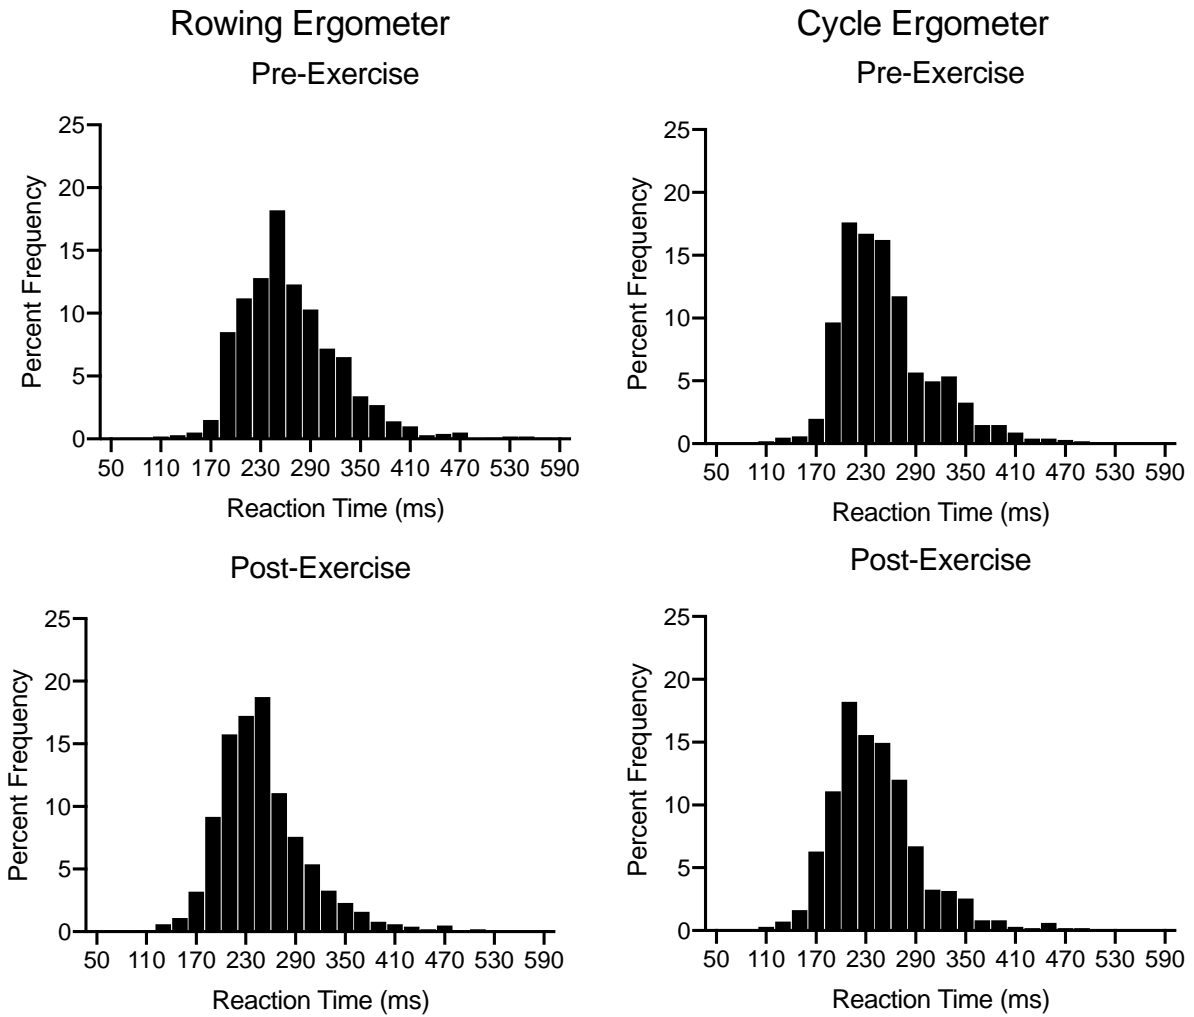 Rowing Ergometer
Pre-Exercise
25
20
15
10
5
0
Percent Frequency
50 110 170 230 290 350 410 470 530 590
Reaction Time (ms)
Cycle Ergometer
Pre-Exercise
25
20
15
10
5
0
Percent Frequency
50 110 170 230 290 350 410 470 530 590
Reaction Time (ms)
Post-Exercise
25
20
15
10
5
0
Percent Frequency
50 110 170 230 290 350 410 470 530 590
Reaction Time (ms)
Post-Exercise
25
20
15
10
5
0
Percent Frequency
50 110 170 230 290 350 410 470 530 590
Reaction Time (ms)